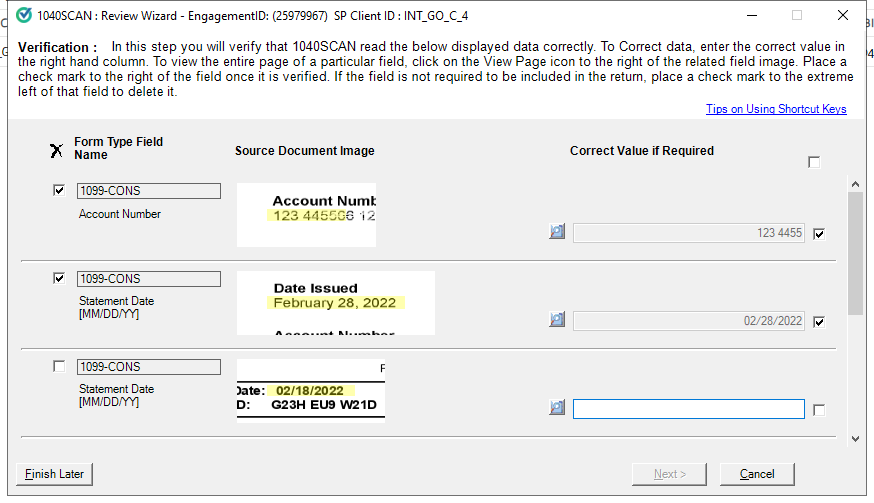 1040SCAN : Review Wizard - EngagementID: (25979967) SP Client ID : INT_GO_C_4
Verification : In this step you will verify that 1040SCAN read the below displayed data correctly. To Correct data, enter the correct value in
the right hand column. To view the entire page of a particular field, click on the View Page icon to the right of the related field image. Place a
check mark to the right of the field once it is verified. If the field is not required to be included in the return, place a check mark to the extreme
left of that field to delete it.
Tips on Using Shortcut Keys
X Form Type Field
Name
Source Document Image
Correct Value if Required
1099-CONS
Account Number
Account Numb
123 445506 12
123 4455
1099-CONS
Statement Date
[MM/DD/YY]
Date Issued
February 28, 2022
Account Number
02/28/2022
1099-CONS
Statement Date
[MM/DD/YY]
Date: 02/18/2022
ID: G23H EU9 W21D
Finish Later
Next >
Cancel